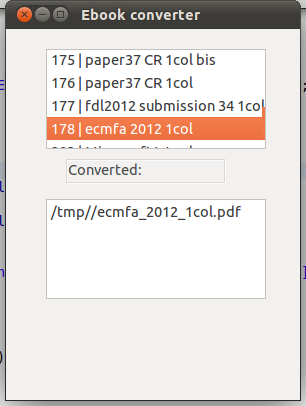 Ebook converter
175 | paper37 CR 1col bis
176 | paper37 CR 1col
177 | fdl2012 submission 34 1col
178 | ecmfa 2012 1col
Converted:
/tmp//ecmfa_2012_1col.pdf